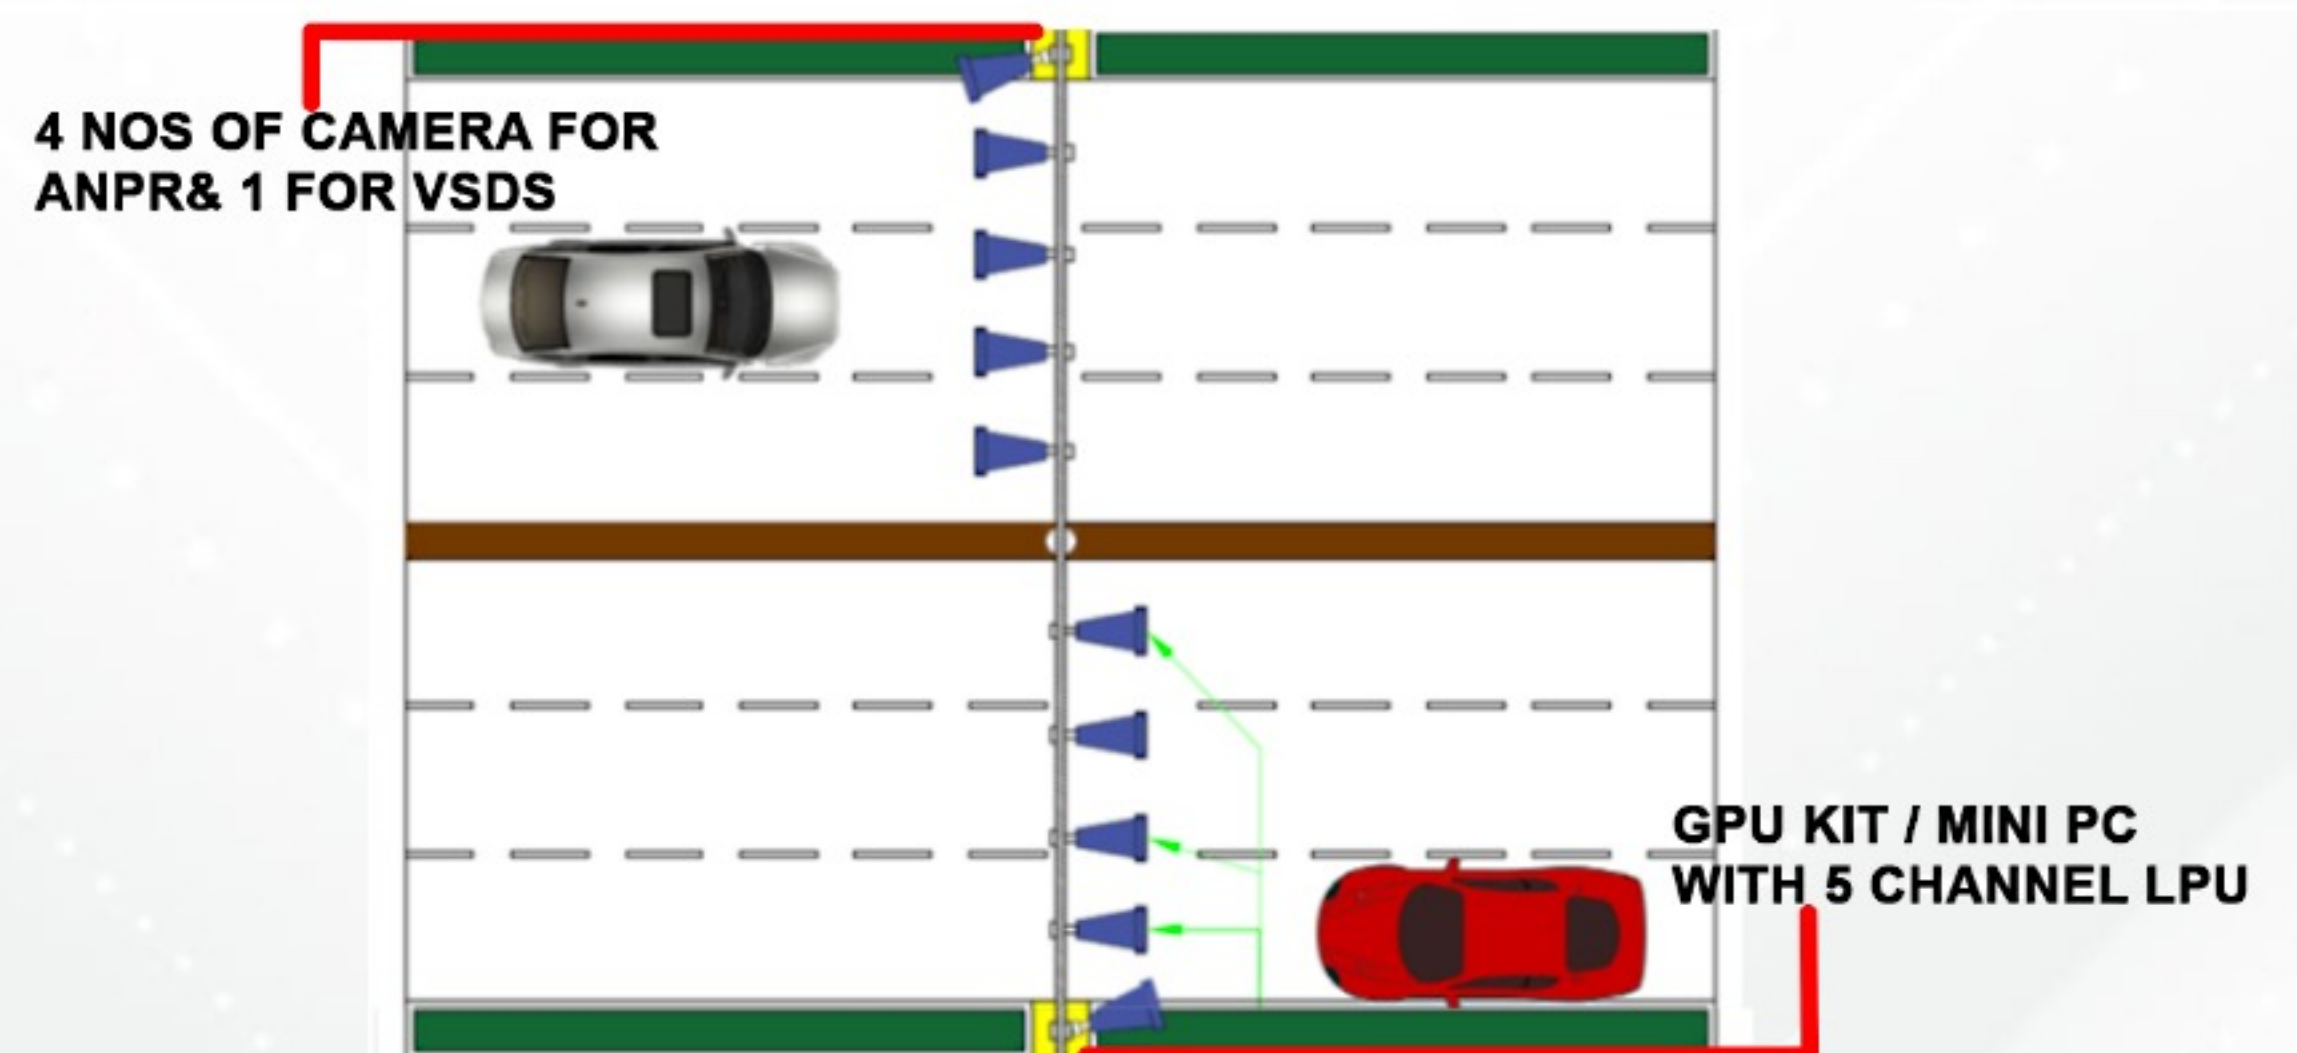 4 NOS OF CAMERA FOR
ANPR& 1 FOR VSDS
GPU KIT / MINI PC
WITH 5 CHANNEL LPU